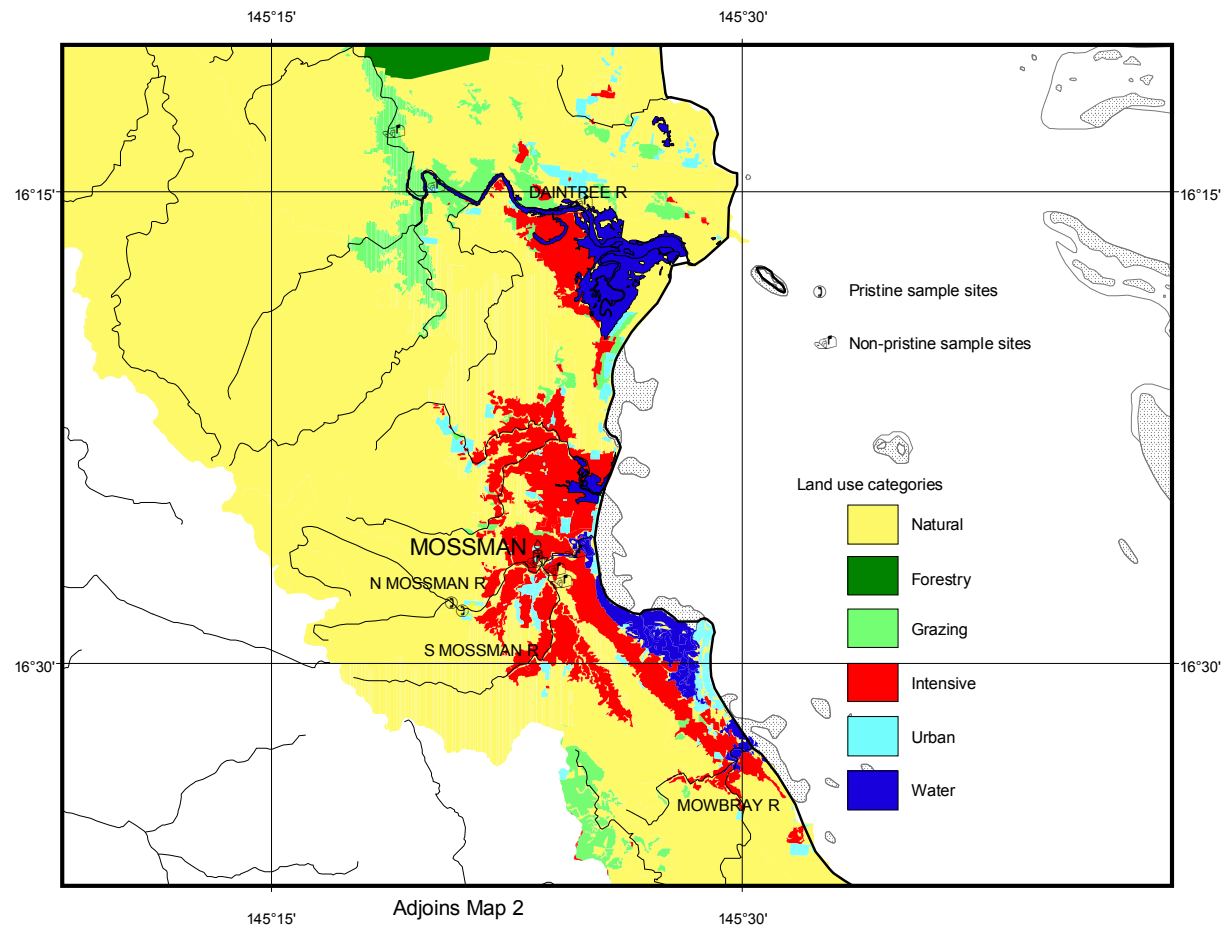 145°15' 145°30'
DAINTREE R
16°15' 16°15'
Pristine sample sites
Non-pristine sample sites
Land use categories
Natural
MOSSMAN
Forestry
N MOSSMAN R
Grazing
S MOSSMAN R
16°30' 16°30'
Intensive
Urban
Water
MOWBRAY R
Adjoins Map 2
145°15' 145°30'